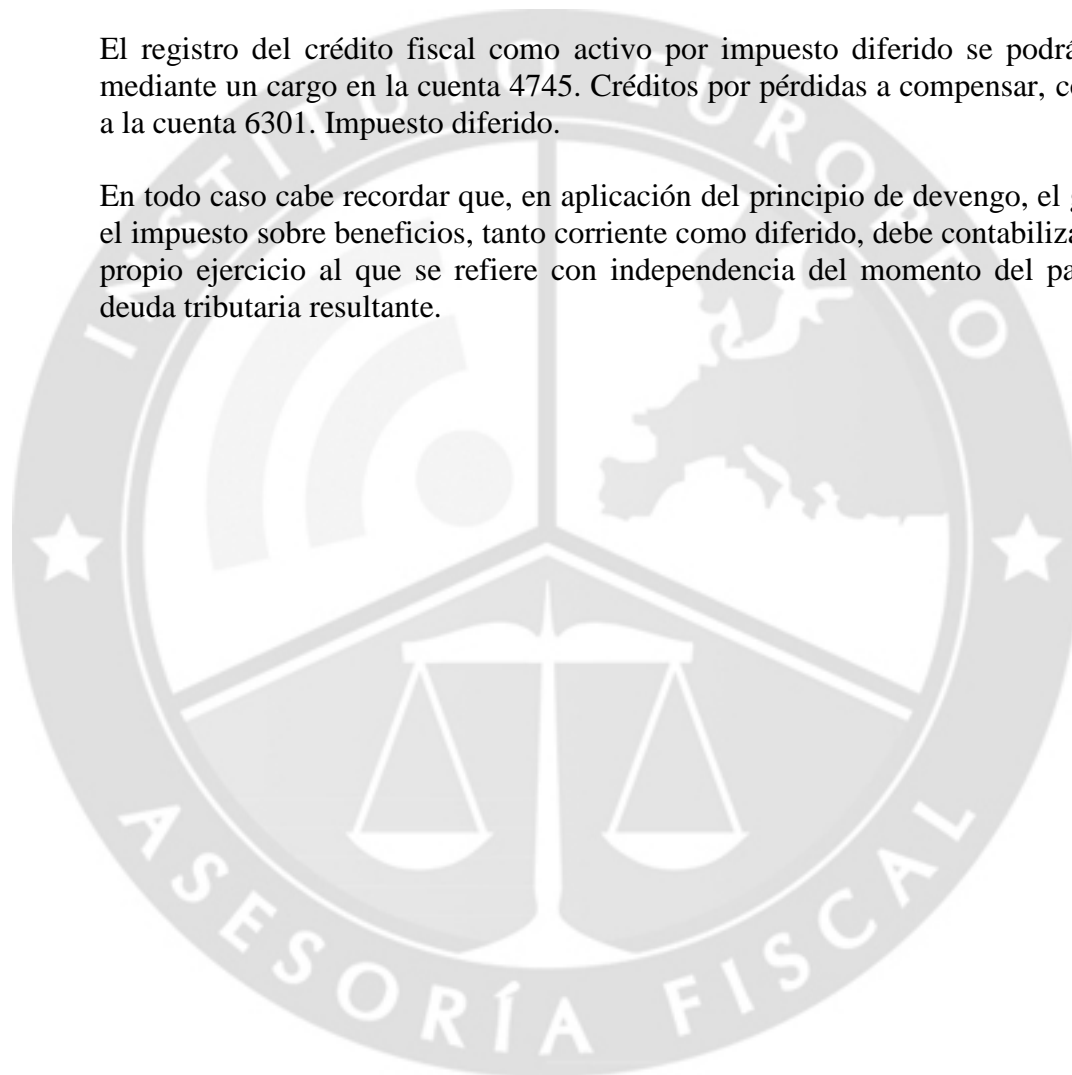 El registro del crédito fiscal como activo por impuesto diferido se podrá
mediante un cargo en la cuenta 4745. Créditos por pérdidas a compensar, c
a la cuenta 6301. Impuesto diferido.
En todo caso cabe recordar que, en aplicación del principio de devengo, el
el impuesto sobre beneficios, tanto corriente como diferido, debe contabiliza
propio ejercicio al que se refiere con independencia del momento del pa
deuda tributaria resultante.
INSTITUTO EUROPEO
ASESORÍA FISCAL